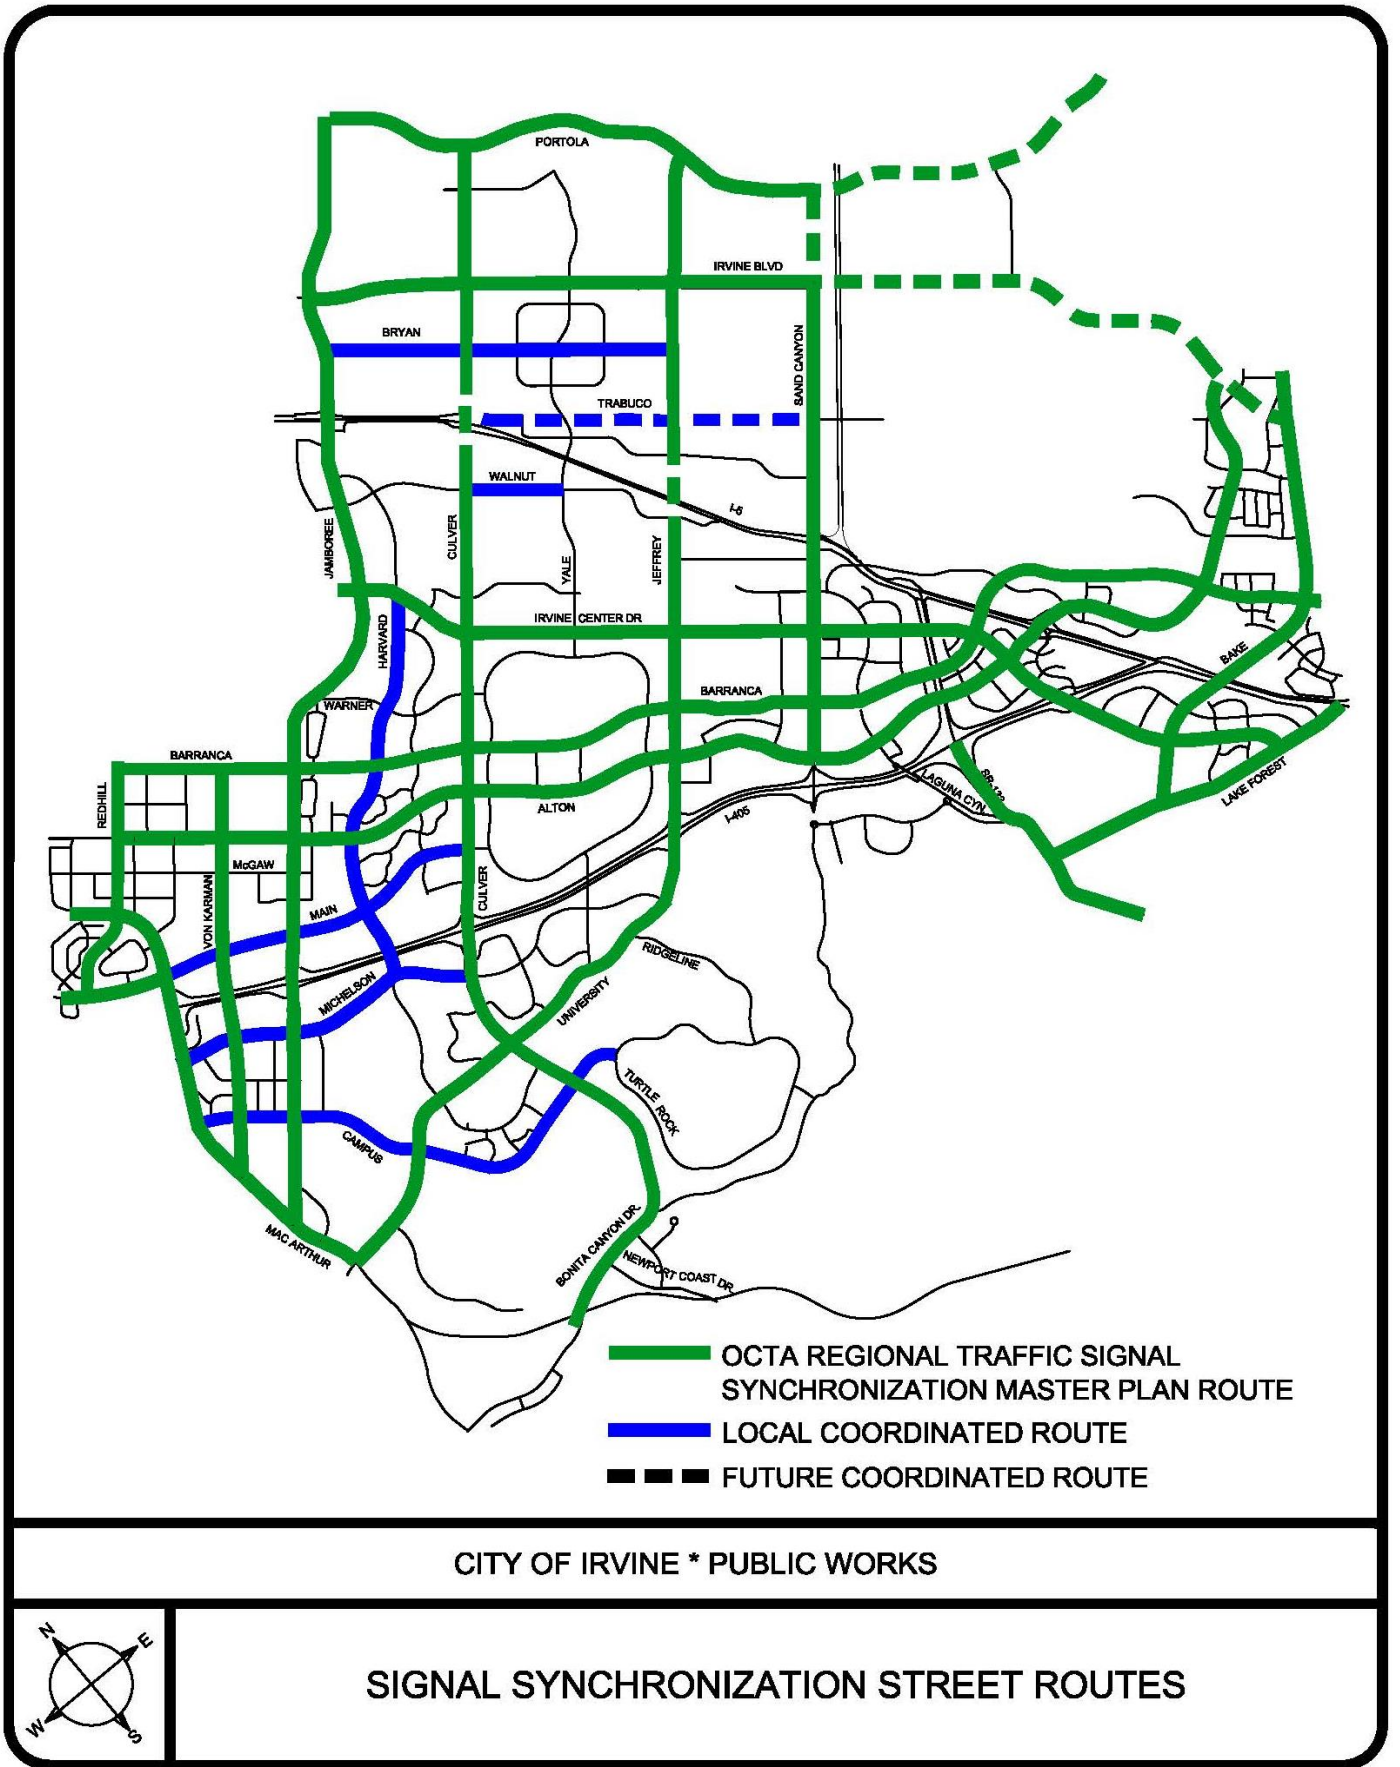 PORTOLA
IRVINE BLVD
BRYAN
SAND CANYON
TRABUCO
WALNUT
I-5
JAMBOREE
CULVER
YALE
JEFFREY
HARVARD
IRVINE CENTER DR
BAKE
BARRANCA
WARNER
BARRANCA
REDHILL
ALTON
I-405
LAGUNA CYN
SR-133
LAKE FOREST
McGAW
CULVER
VON KARMAN
MAIN
RIDGELINE
MICHELSON
UNIVERSITY
TURTLE ROCK
CAMPUS
MAC ARTHUR
BONITA CANYON DR.
NEWPORT COAST DR.
OCTA REGIONAL TRAFFIC SIGNAL
SYNCHRONIZATION MASTER PLAN ROUTE
LOCAL COORDINATED ROUTE
FUTURE COORDINATED ROUTE
CITY OF IRVINE * PUBLIC WORKS
N
E
W
S
SIGNAL SYNCHRONIZATION STREET ROUTES